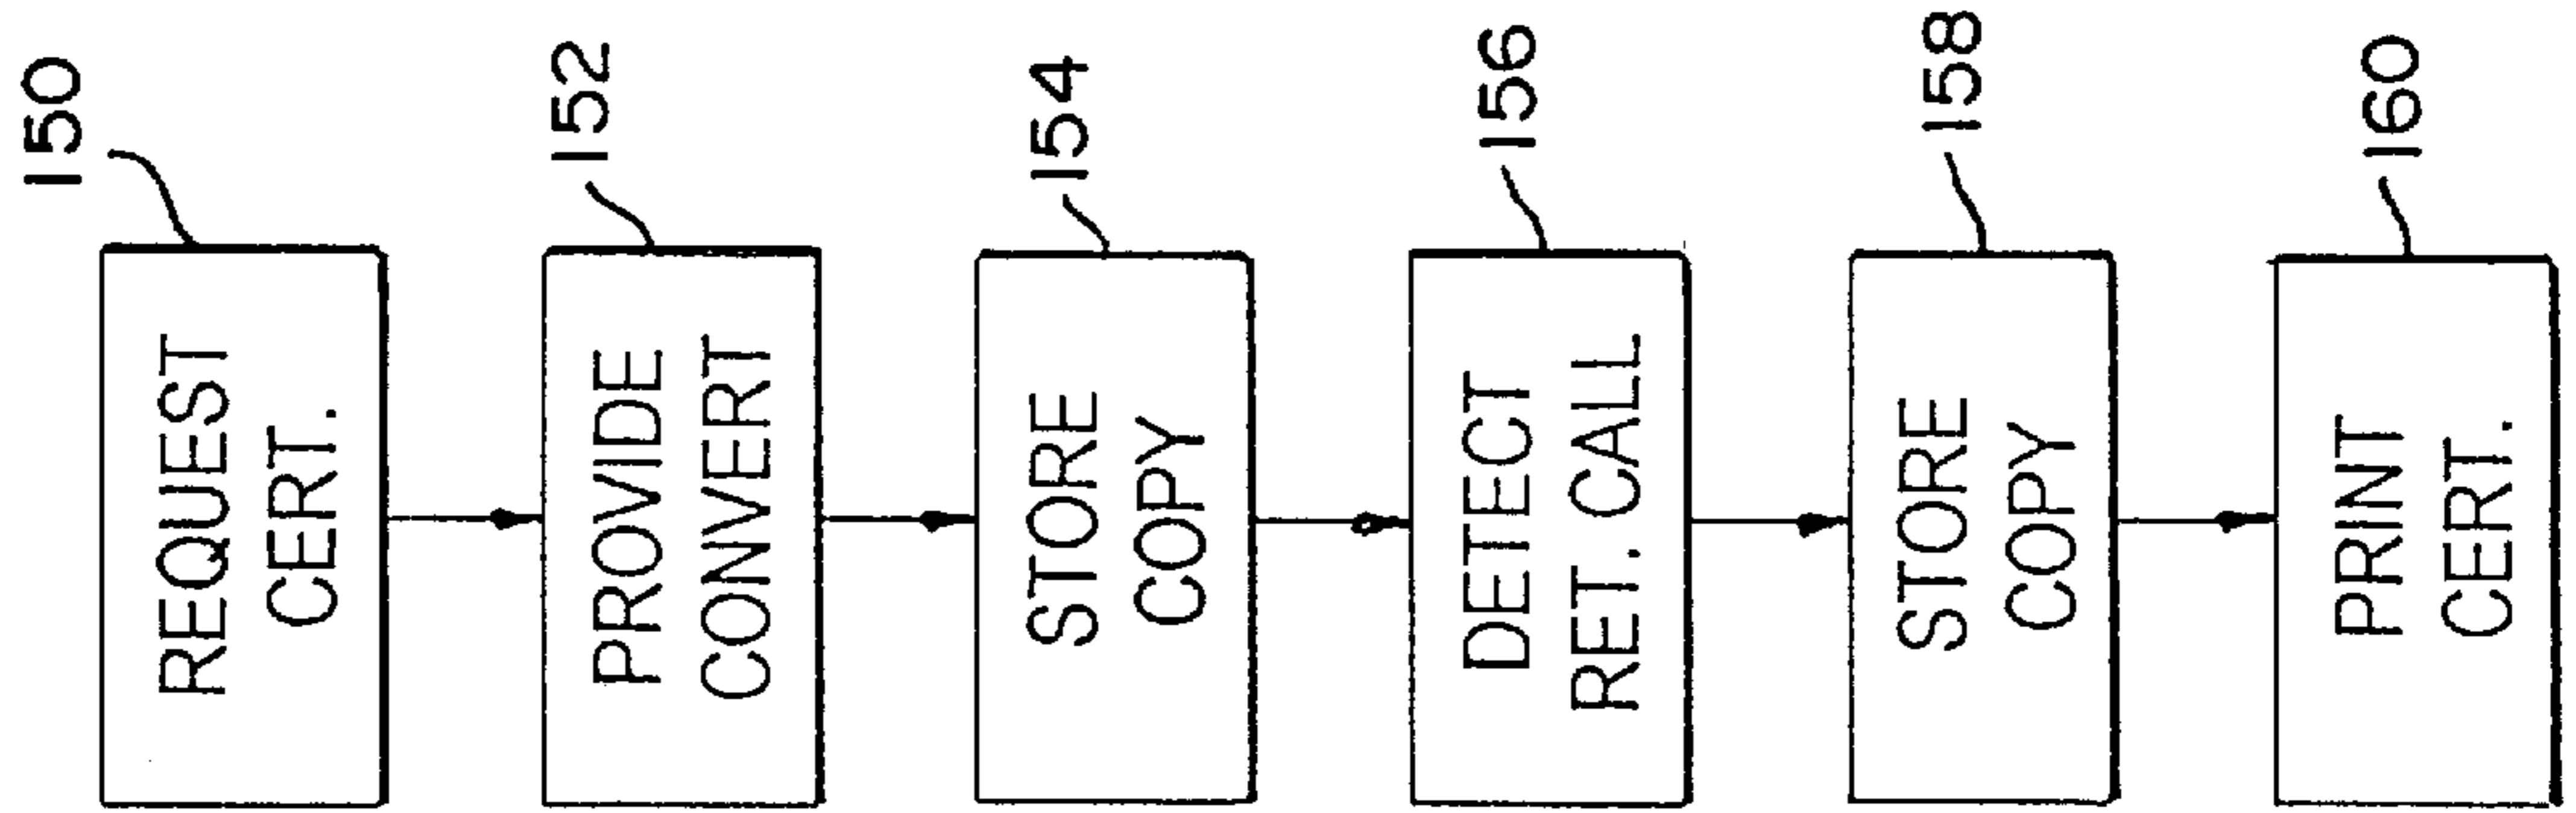 150
REQUEST
CERT.
152
PROVIDE
CONVERT
154
STORE
COPY
156
DETECT
RET. CALL
158
STORE
COPY
160
PRINT
CERT.